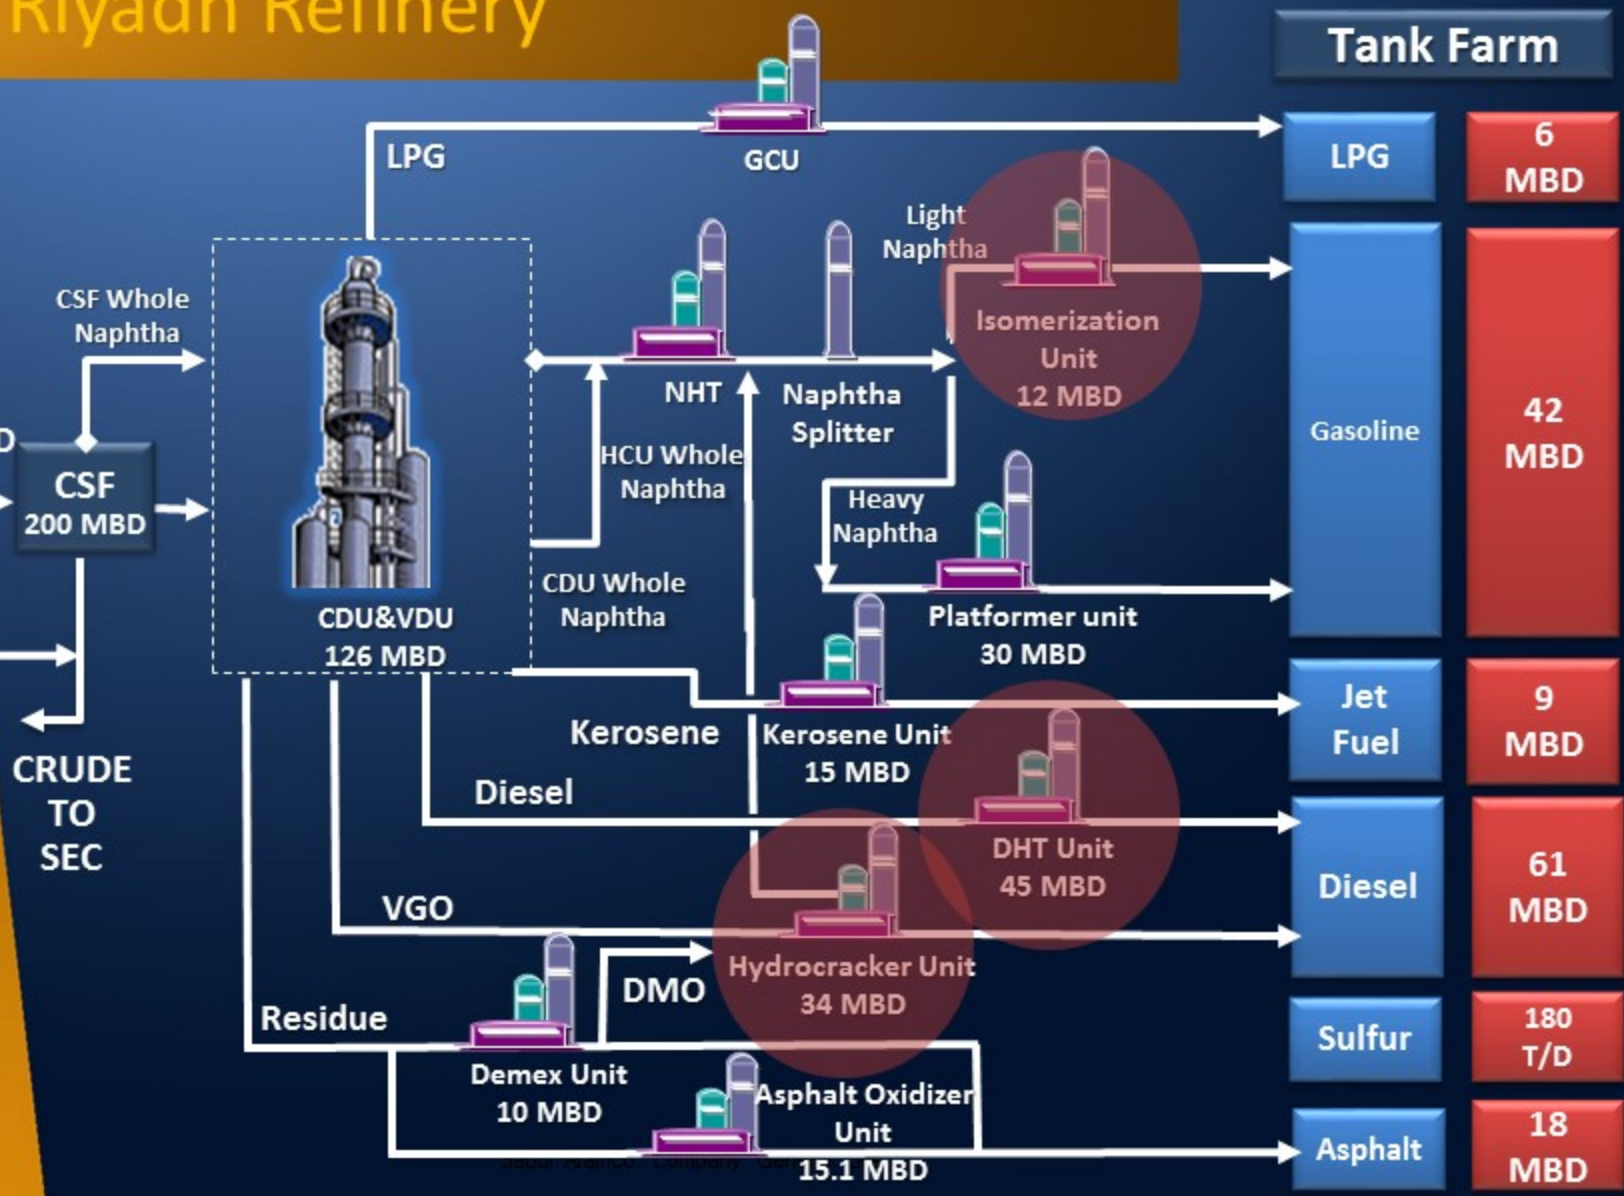 Riyadh Refinery
Tank Farm
LPG
GCU
LPG
6
MBD
Light
Naphtha
CSF Whole
Naphtha
Isomerization
Unit
12 MBD
NHT
Naphtha
Splitter
Gasoline
42
MBD
D
CSF
200 MBD
HCU Whole
Naphtha
Heavy
Naphtha
CDU Whole
Naphtha
CDU&VDU
126 MBD
Platformer unit
30 MBD
Kerosene
Kerosene Unit
15 MBD
Jet
Fuel
9
MBD
CRUDE
TO
SEC
Diesel
DHT Unit
45 MBD
Diesel
61
MBD
VGO
Hydrocracker Unit
34 MBD
DMO
Residue
Demex Unit
10 MBD
Sulfur
180
T/D
Asphalt Oxidizer
Unit
15.1 MBD
Asphalt
18
MBD
Saudi Aramco: Company